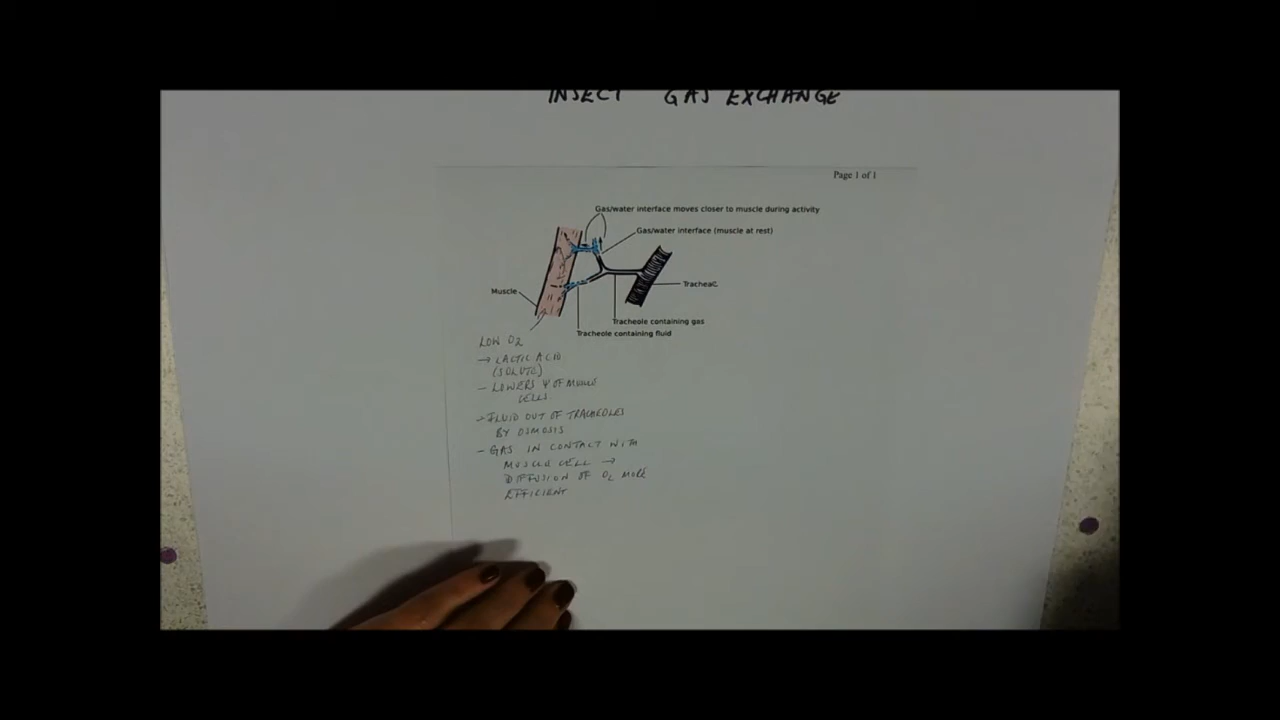 INSECT GAS EXCHANGE
Page 1 of 1
Gas/water interface moves closer to muscle during activity
Gas/water interface (muscle at rest)
Muscle
Tracheae
Tracheole containing gas
Tracheole containing fluid
LOW O2
→ LACTIC ACID
(SOLUTE)
- LOWERS Ψ OF MUSCLE
CELLS.
→ FLUID OUT OF TRACHEOLES
BY OSMOSIS
- GAS IN CONTACT WITH
MUSCLE CELL →
DIFFUSION OF O2 MORE
EFFICIENT